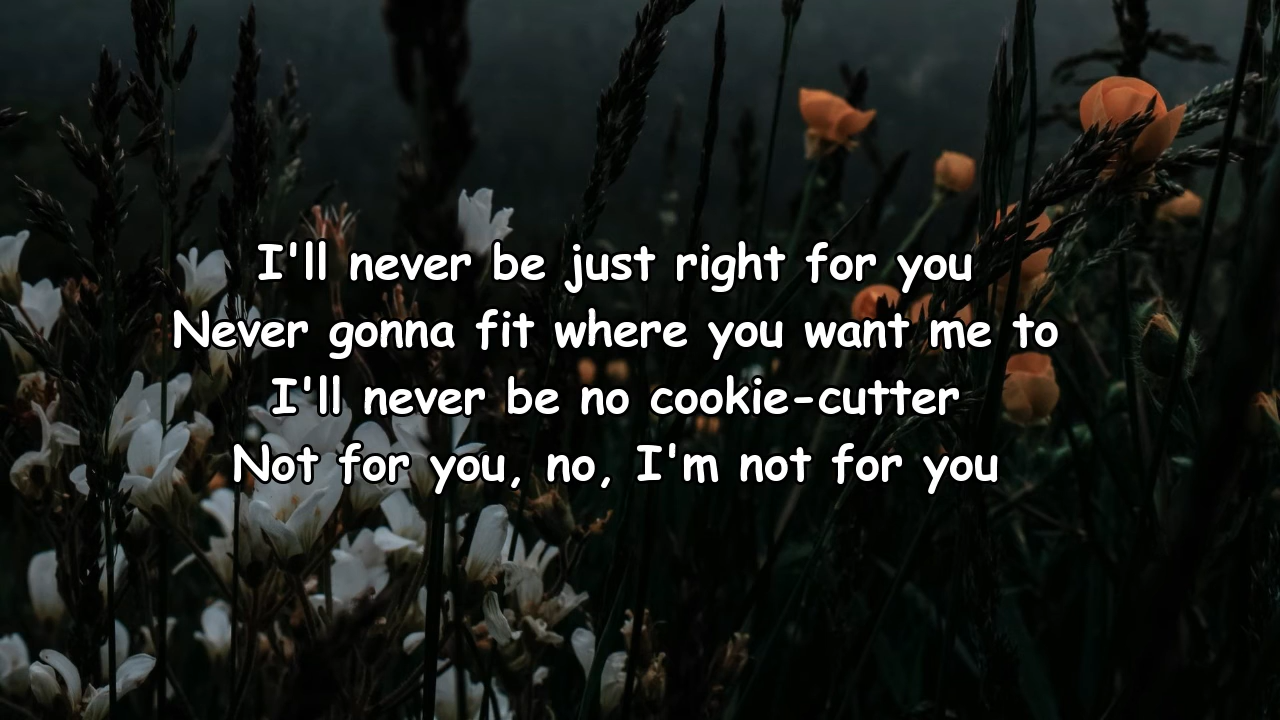 I'll never be just right for you
Never gonna fit where you want me to
I'll never be no cookie-cutter
Not for you, no, I'm not for you